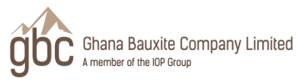 gbc
Ghana Bauxite Company Limited
A member of the IOP Group